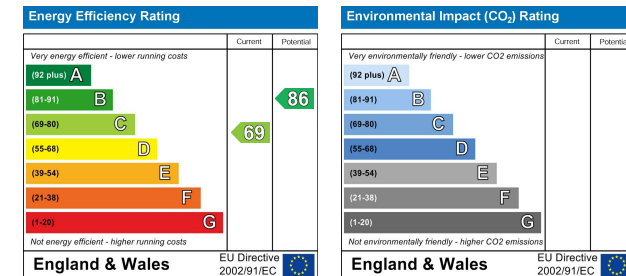 Energy Efficiency Rating
Current Potential
Very energy efficient - lower running costs
(92 plus) A
(81-91) B
86
(69-80) C
69
(55-68) D
(39-54) E
(21-38) F
(1-20) G
Not energy efficient - higher running costs
England & Wales
EU Directive
2002/91/EC
Environmental Impact (CO₂) Rating
Current Potential
Very environmentally friendly - lower CO2 emissions
(92 plus) A
(81-91) B
(69-80) C
(55-68) D
(39-54) E
(21-38) F
(1-20) G
Not environmentally friendly - higher CO2 emissions
England & Wales
EU Directive
2002/91/EC